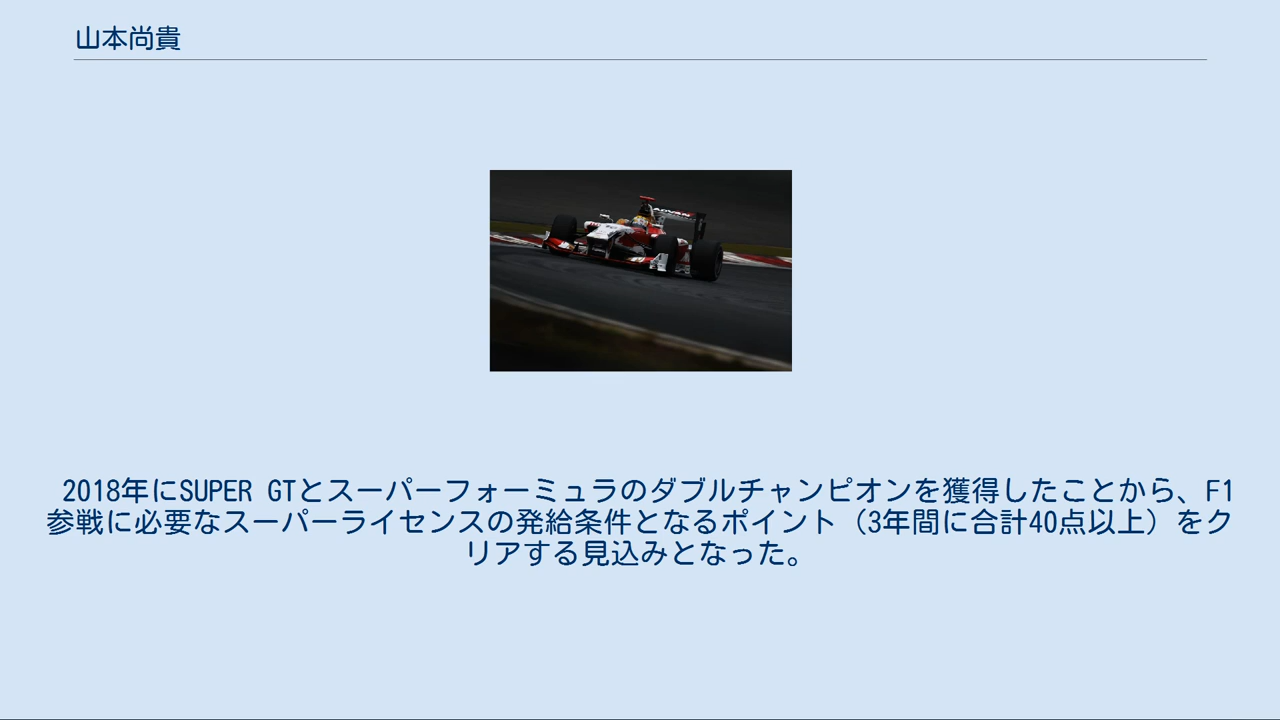 山本尚貴
ADVAN
2018年にSUPER GTとスーパーフォーミュラのダブルチャンピオンを獲得したことから、F1
参戦に必要なスーパーライセンスの発給条件となるポイント（3年間に合計40点以上）をク
リアする見込みとなった。